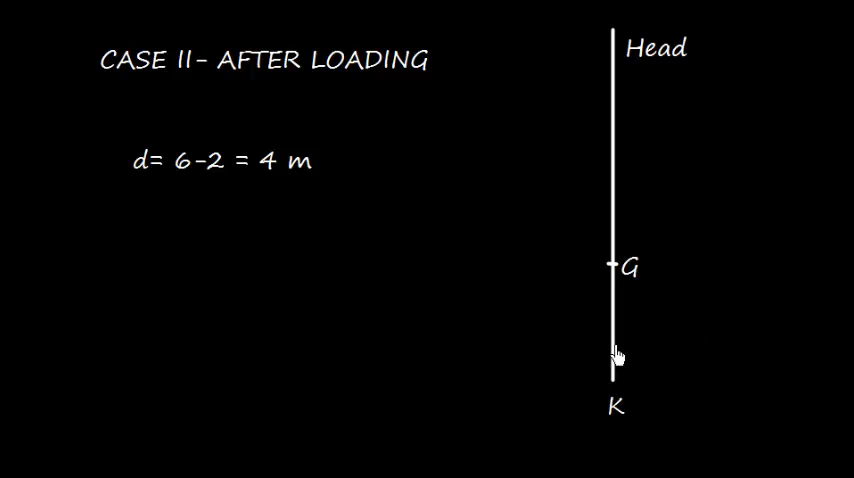 CASE II- AFTER LOADING
Head
d= 6-2 = 4 m
G
K